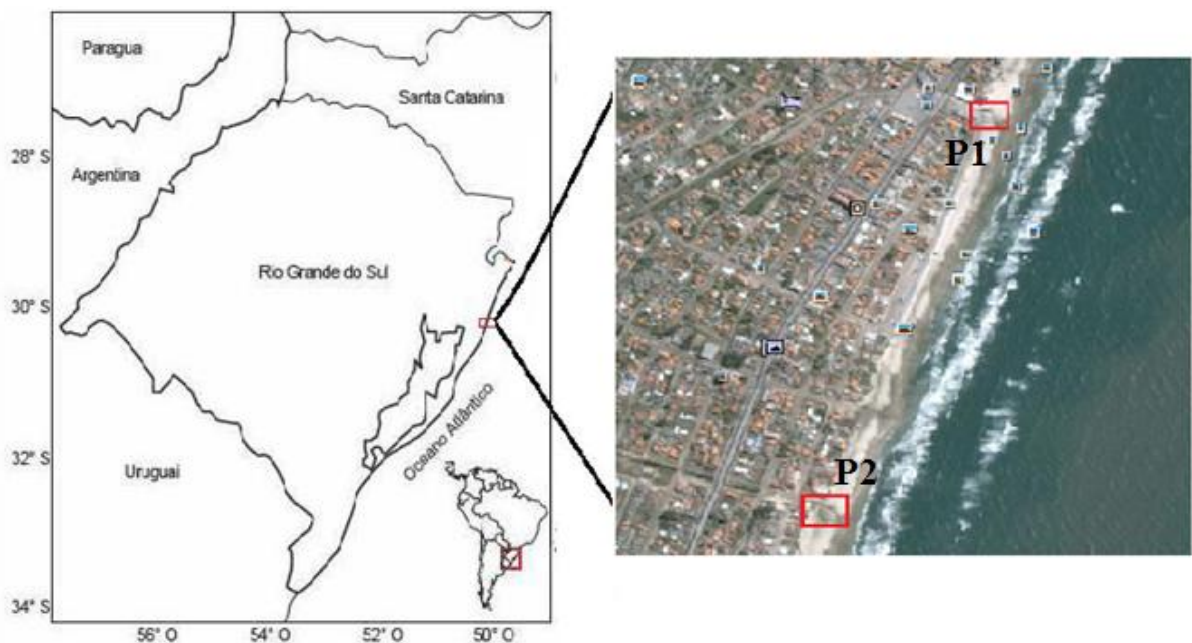 Paragua
Santa Catarina
28° S
Argentina
Rio Grande do Sul
30° S
Oceano Atlântico
32° S
Uruguai
34° S
56° O
54° O
52° O
50° O
P1
P2